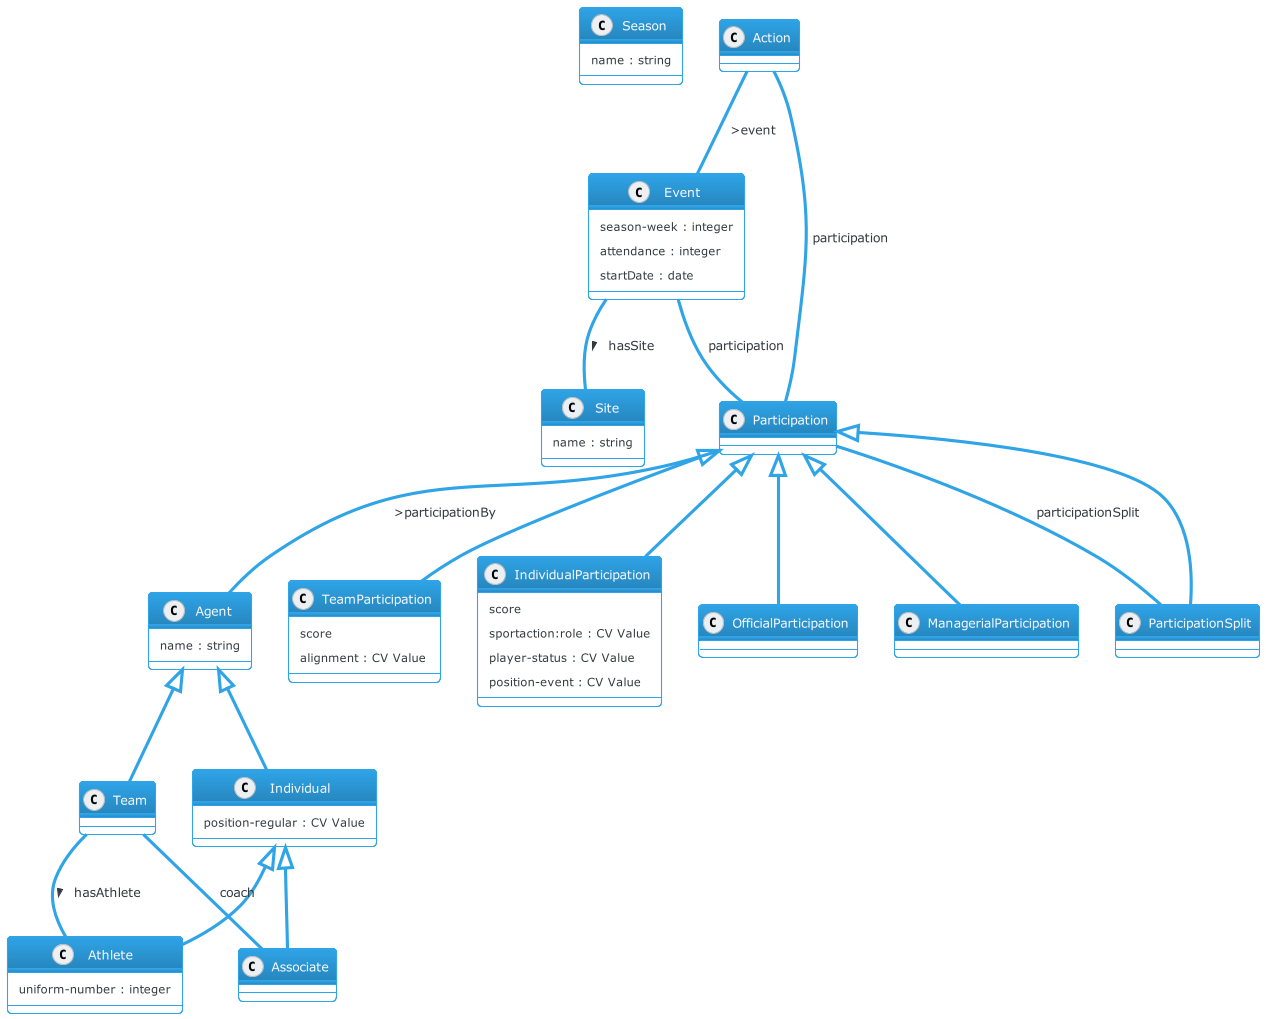 C Season
name : string
C Action
>event
C Event
season-week : integer
attendance : integer
startDate : date
participation
hasSite
participation
C Site
name : string
C Participation
>participationBy
participationSplit
C Agent
name : string
C TeamParticipation
score
alignment : CV Value
C IndividualParticipation
score
sportaction:role : CV Value
player-status : CV Value
position-event : CV Value
C OfficialParticipation
C ManagerialParticipation
C ParticipationSplit
C Team
C Individual
position-regular : CV Value
hasAthlete
coach
C Athlete
uniform-number : integer
C Associate